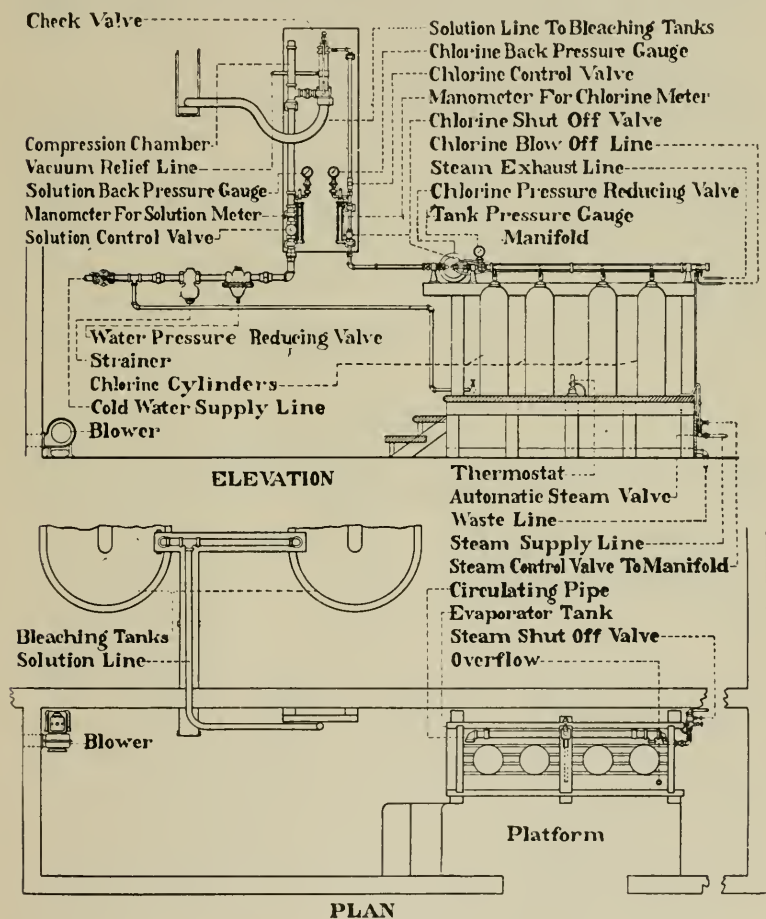 Check Valve
Solution Line To Bleaching Tanks
Chlorine Back Pressure Gauge
Chlorine Control Valve
Manometer For Chlorine Meter
Chlorine Shut Off Valve
Chlorine Blow Off Line
Steam Exhaust Line
Chlorine Pressure Reducing Valve
Tank Pressure Gauge
Manifold
Compression Chamber
Vacuum Relief Line
Solution Back Pressure Gauge
Manometer For Solution Meter
Solution Control Valve
Water Pressure Reducing Valve
Strainer
Chlorine Cylinders
Cold Water Supply Line
Blower
ELEVATION
Thermostat
Automatic Steam Valve
Waste Line
Steam Supply Line
Steam Control Valve To Manifold
Circulating Pipe
Evaporator Tank
Steam Shut Off Valve
Overflow
Bleaching Tanks
Solution Line
Blower
Platform
PLAN